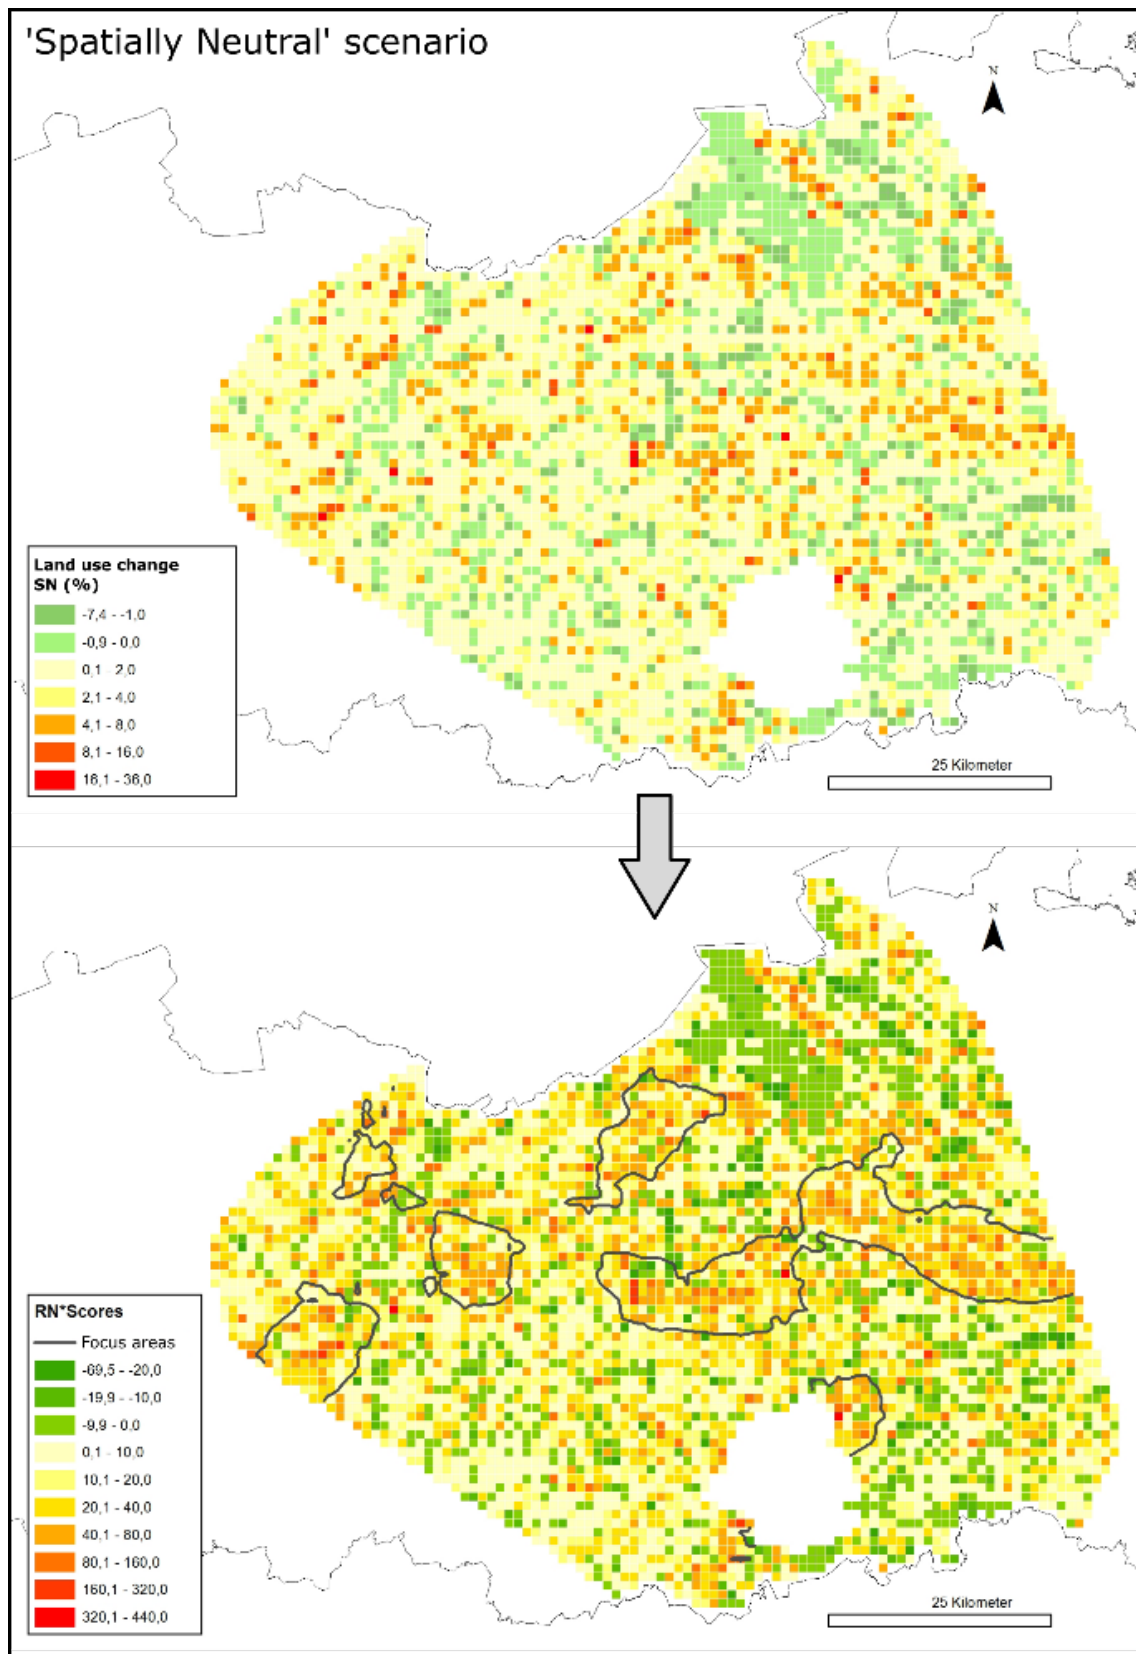 'Spatially Neutral' scenario
N
Land use change
SN (%)
-7,4 - -1,0
-0,9 - 0,0
0,1 - 2,0
2,1 - 4,0
4,1 - 8,0
8,1 - 16,0
16,1 - 36,0
25 Kilometer
N
RN*Scores
Focus areas
-69,5 - -20,0
-19,9 - -10,0
-9,9 - 0,0
0,1 - 10,0
10,1 - 20,0
20,1 - 40,0
40,1 - 80,0
80,1 - 160,0
160,1 - 320,0
320,1 - 440,0
25 Kilometer